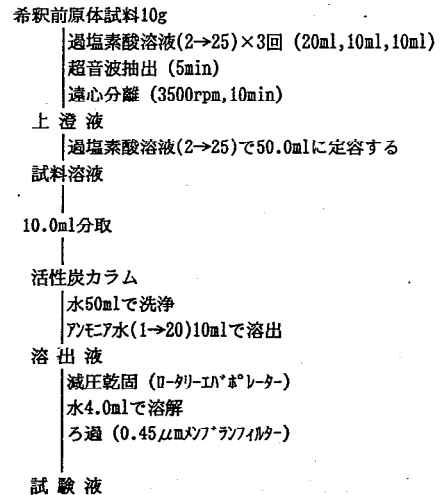 希釈前原体試料10g
過塩素酸溶液(2→25)×3回 (20ml,10ml,10ml)
超音波抽出 (5min)
遠心分離 (3500rpm,10min)
上 澄 液
過塩素酸溶液(2→25)で50.0mlに定容する
試料溶液
10.0ml分取
活性炭カラム
水50mlで洗浄
アンモニア水(1→20)10mlで溶出
溶 出 液
減圧乾固 (ロータリーエバポレーター)
水4.0mlで溶解
ろ過 (0.45μmメンブランフィルター)
試 験 液